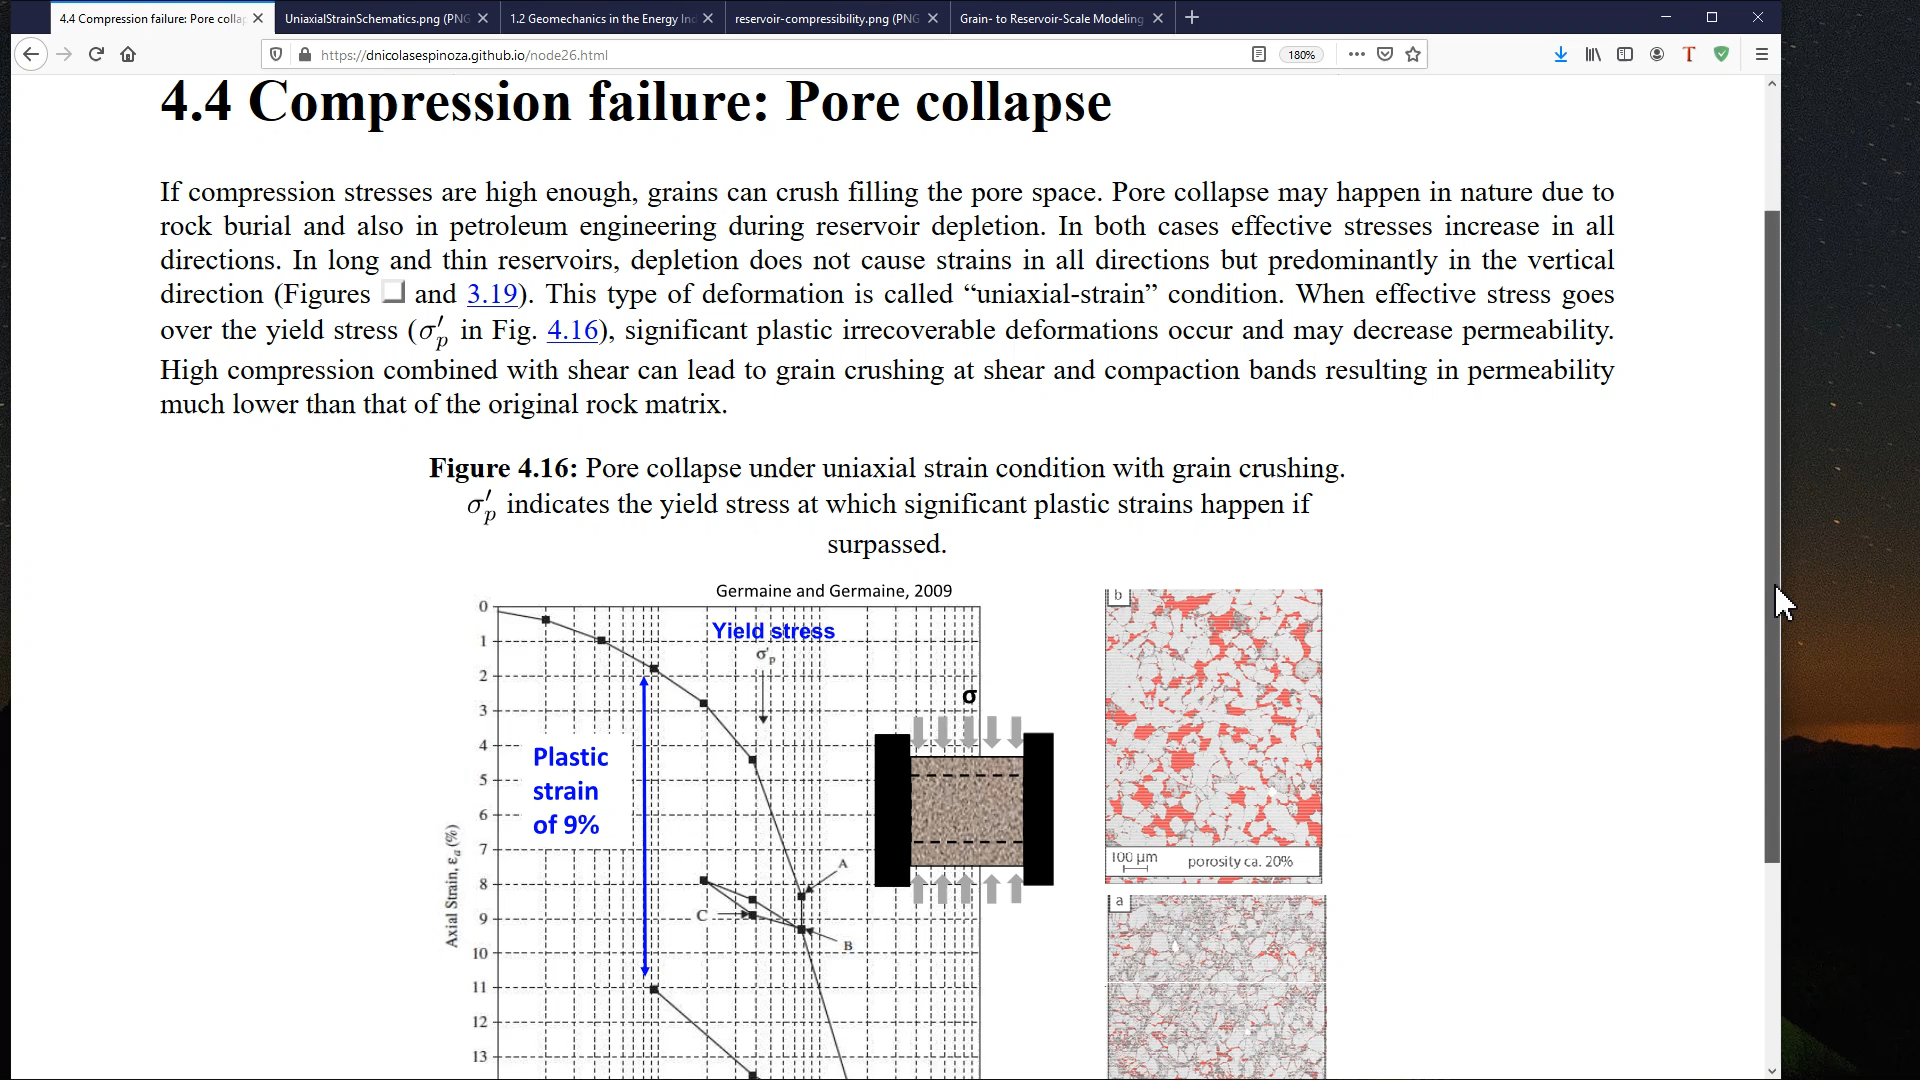 4.4 Compression failure: Pore collap
UniaxialStrainSchematics.png (PNG
1.2 Geomechanics in the Energy Ind
reservoir-compressibility.png (PNG
Grain- to Reservoir-Scale Modeling
https://dnicolasespinoza.github.io/node26.html
180%
4.4 Compression failure: Pore collapse
If compression stresses are high enough, grains can crush filling the pore space. Pore collapse may happen in nature due to
rock burial and also in petroleum engineering during reservoir depletion. In both cases effective stresses increase in all
directions. In long and thin reservoirs, depletion does not cause strains in all directions but predominantly in the vertical
direction (Figures and 3.19). This type of deformation is called “uniaxial-strain” condition. When effective stress goes
over the yield stress (σ′p in Fig. 4.16), significant plastic irrecoverable deformations occur and may decrease permeability.
High compression combined with shear can lead to grain crushing at shear and compaction bands resulting in permeability
much lower than that of the original rock matrix.
Figure 4.16: Pore collapse under uniaxial strain condition with grain crushing.
σ′p indicates the yield stress at which significant plastic strains happen if
surpassed.
Germaine and Germaine, 2009
Yield stress
σ′p
σ
Plastic
strain
of 9%
Axial Strain, εa (%)
0
1
2
3
4
5
6
7
8
9
10
11
12
13
A
C
B
b
100 μm
porosity ca. 20%
a